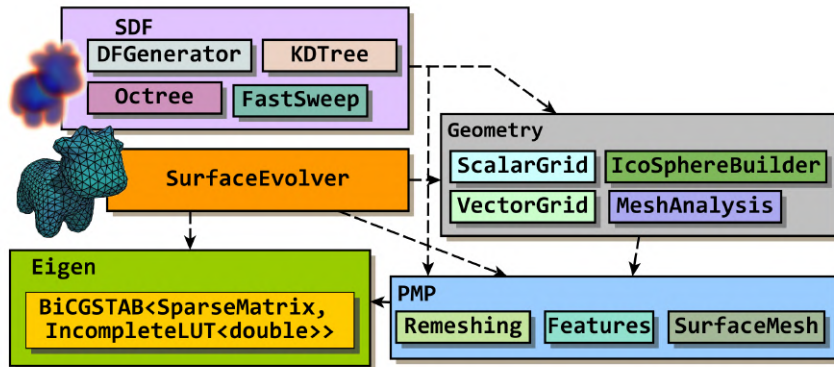 SDF
DFGenerator
KDTree
Octree
FastSweep
SurfaceEvolver
Geometry
ScalarGrid
IcoSphereBuilder
VectorGrid
MeshAnalysis
Eigen
BiCGSTAB<SparseMatrix,
IncompleteLUT<double>>
PMP
Remeshing
Features
SurfaceMesh